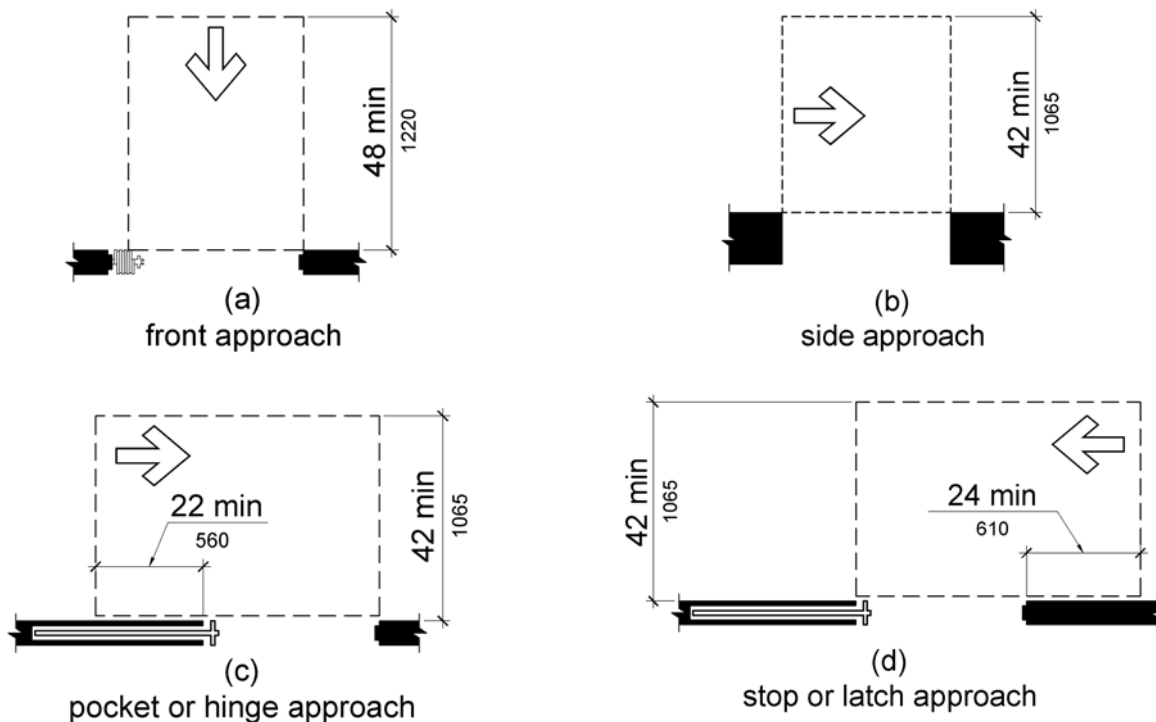 48 min
1220
(a)
front approach
42 min
1065
(b)
side approach
22 min
560
42 min
1065
(c)
pocket or hinge approach
42 min
1065
24 min
610
(d)
stop or latch approach